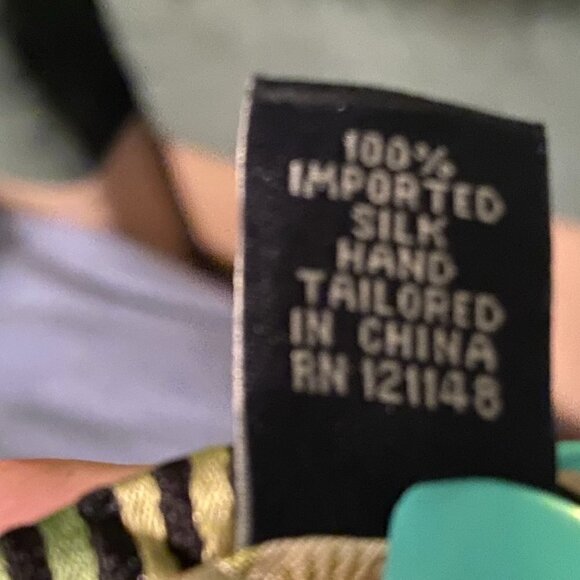 100%
IMPORTED
SILK
HAND
TAILORED
IN CHINA
RN 121148